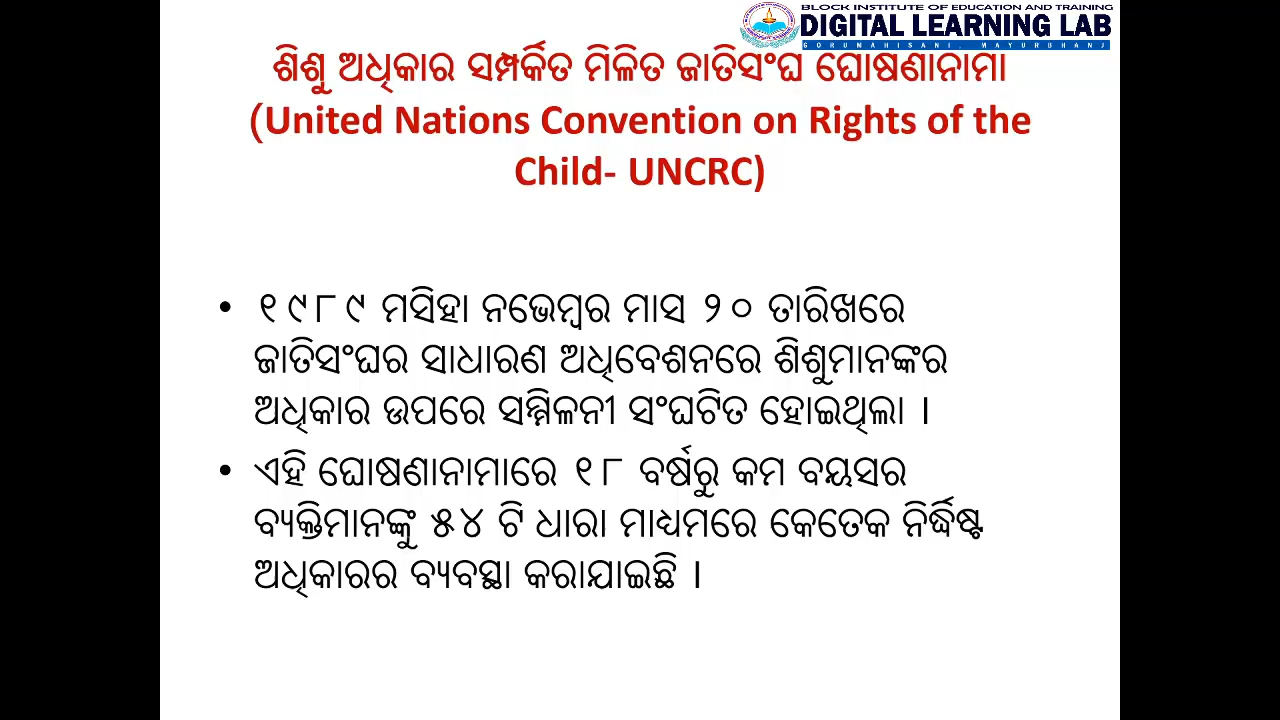 BLOCK INSTITUTE OF EDUCATION AND TRAINING
DIGITAL LEARNING LAB
GORUMAHISANI, MAYURBHANJ
ଶିଶୁ ଅଧିକାର ସମ୍ପର୍କିତ ମିଳିତ ଜାତିସଂଘ ଘୋଷଣାନାମା
(United Nations Convention on Rights of the
Child- UNCRC)
• ୧୯୮୯ ମସିହା ନଭେମ୍ବର ମାସ ୨୦ ତାରିଖରେ
ଜାତିସଂଘର ସାଧାରଣ ଅଧିବେଶନରେ ଶିଶୁମାନଙ୍କର
ଅଧିକାର ଉପରେ ସମ୍ମିଳନୀ ସଂଘଟିତ ହୋଇଥିଲା ।
• ଏହି ଘୋଷଣାନାମାରେ ୧୮ ବର୍ଷରୁ କମ ବୟସର
ବ୍ୟକ୍ତିମାନଙ୍କୁ ୫୪ ଟି ଧାରା ମାଧ୍ୟମରେ କେତେକ ନିର୍ଦ୍ଧିଷ୍ଟ
ଅଧିକାରର ବ୍ୟବସ୍ଥା କରାଯାଇଛି ।